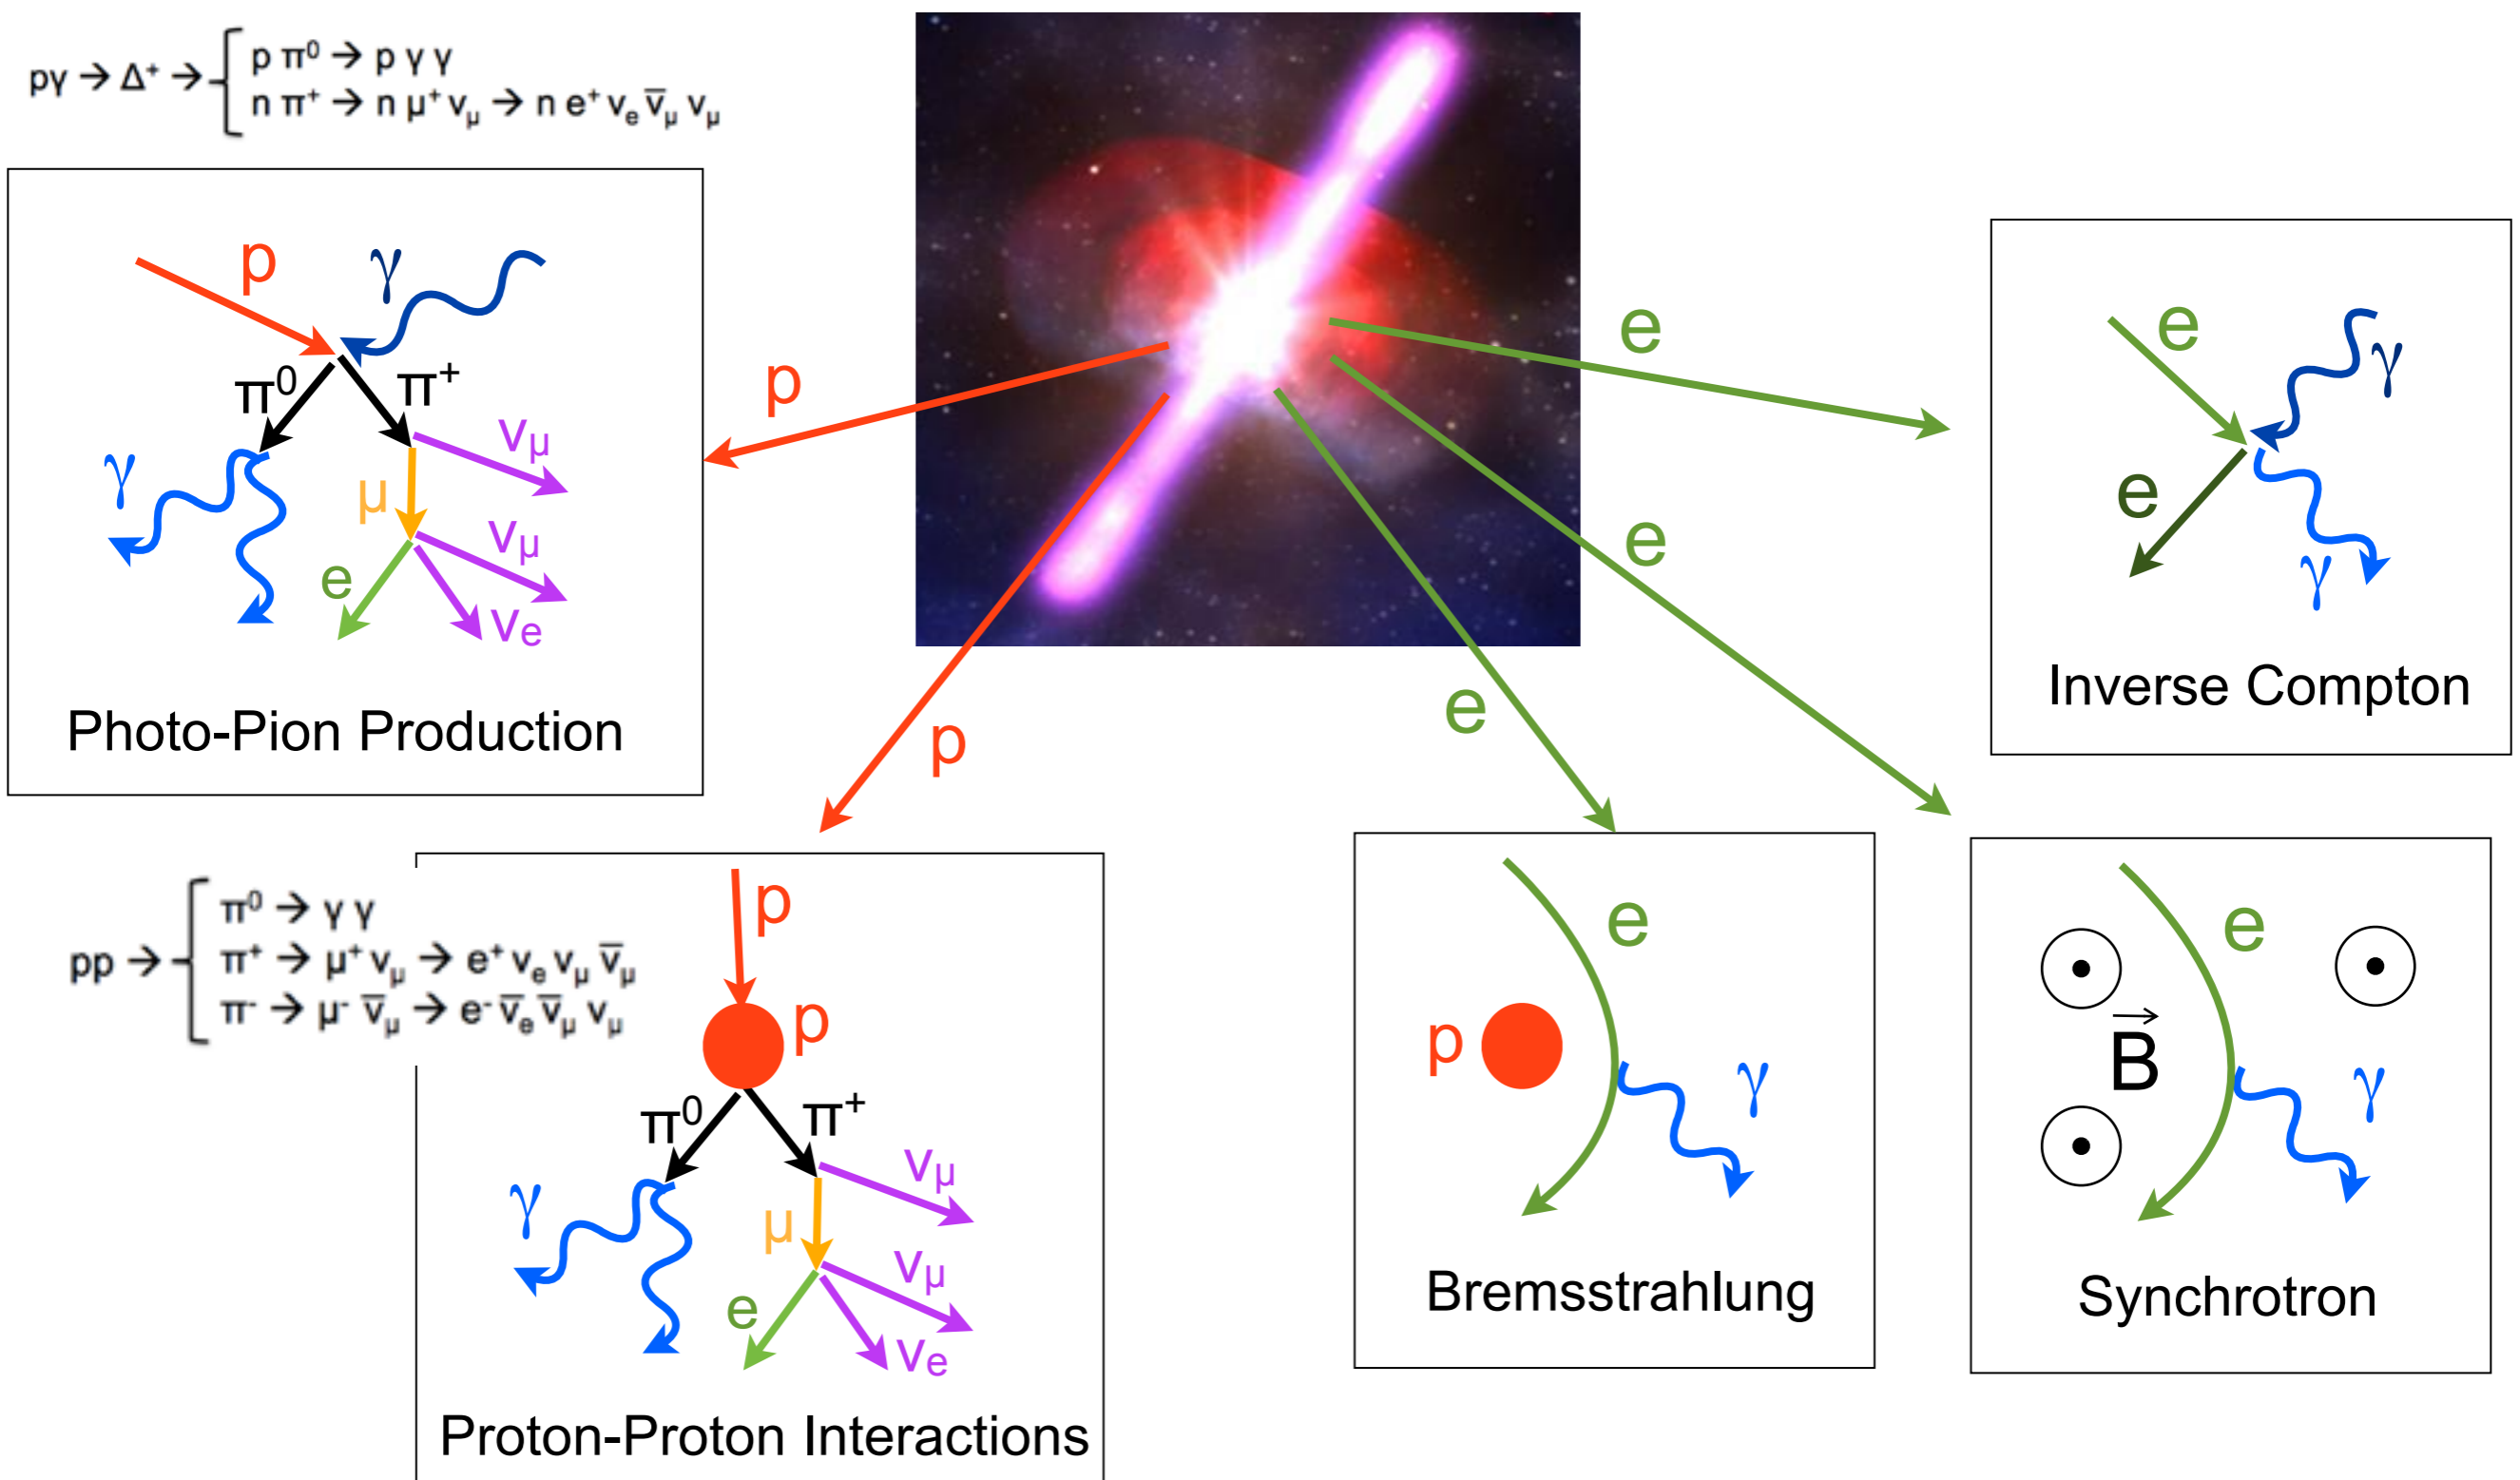 pγ → Δ⁺ →
p π⁰ → p γ γ
n π⁺ → n μ⁺ ν_μ → n e⁺ ν_e ν̅_μ ν_μ
p
γ
π⁰
π⁺
ν_μ
γ
μ
ν_μ
e
ν_e
Photo-Pion Production
p
p
e
e
e
e
γ
e
γ
Inverse Compton
pp →
π⁰ → γ γ
π⁺ → μ⁺ ν_μ → e⁺ ν_e ν_μ ν̅_μ
π⁻ → μ⁻ ν̅_μ → e⁻ ν̅_e ν̅_μ ν_μ
p
p
π⁰
π⁺
ν_μ
γ
μ
ν_μ
e
ν_e
Proton-Proton Interactions
e
p
γ
Bremsstrahlung
e
B⃗
γ
Synchrotron